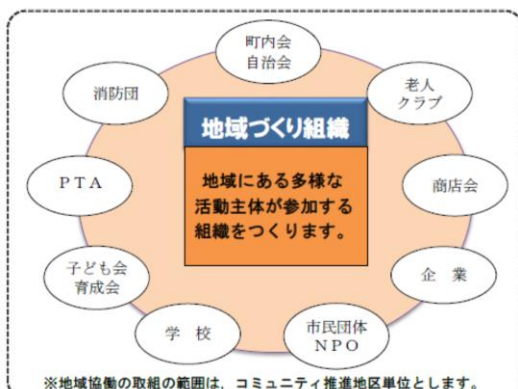 町内会
自治会
消防団
老人
クラブ
地域づくり組織
PTA
地域にある多様な
活動主体が参加する
組織をつくります。
商店会
子ども会
育成会
企業
学校
市民団体
NPO
※地域協働の取組の範囲は，コミュニティ推進地区単位とします。